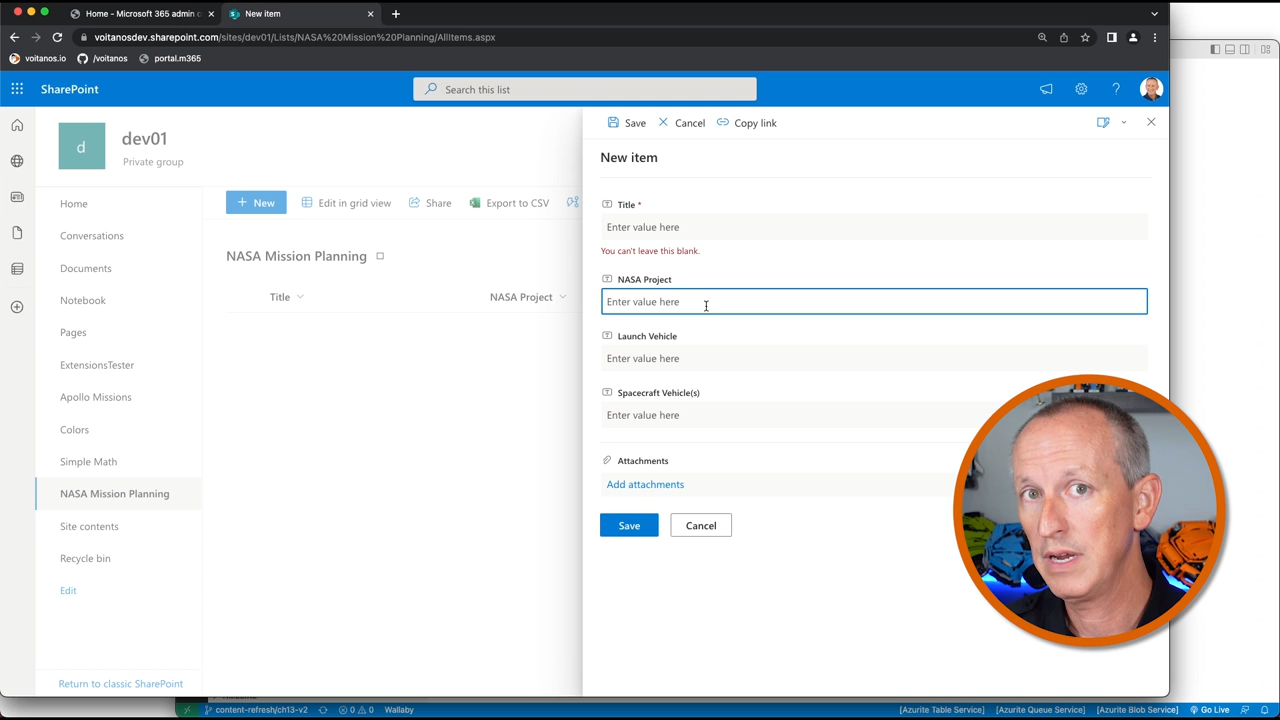 Home - Microsoft 365 admin c
New item
voitanosdev.sharepoint.com/sites/dev01/Lists/NASA%20Mission%20Planning/AllItems.aspx
voitanos.io
/voitanos
portal.m365
SharePoint
Search this list
d
dev01
Private group
Home
Conversations
Documents
Notebook
Pages
ExtensionsTester
Apollo Missions
Colors
Simple Math
NASA Mission Planning
Site contents
Recycle bin
Edit
Return to classic SharePoint
New
Edit in grid view
Share
Export to CSV
NASA Mission Planning
Title
NASA Project
Save
Cancel
Copy link
New item
Title *
Enter value here
You can't leave this blank.
NASA Project
Enter value here
Launch Vehicle
Enter value here
Spacecraft Vehicle(s)
Enter value here
Attachments
Add attachments
Save
Cancel
content-refresh/ch13-v2
0
0
Wallaby
[Azurite Table Service]
[Azurite Queue Service]
[Azurite Blob Service]
Go Live